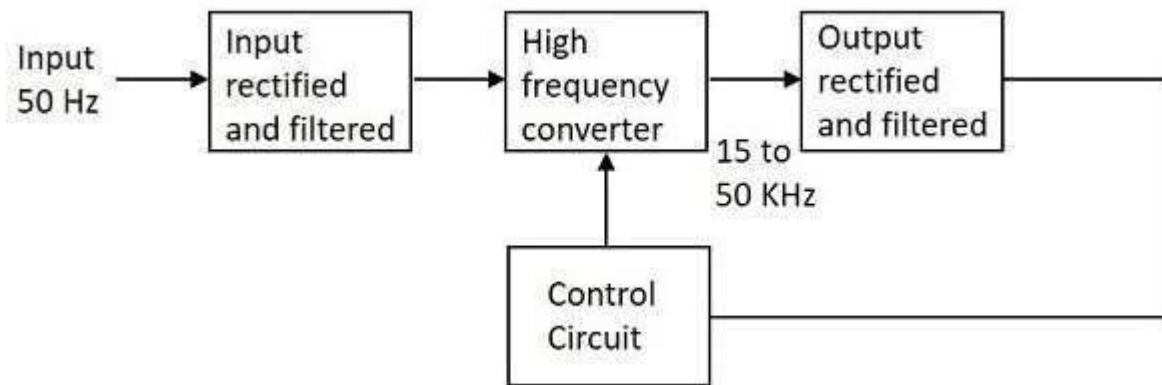 Input
50 Hz
Input
rectified
and filtered
High
frequency
converter
15 to
50 KHz
Output
rectified
and filtered
Control
Circuit